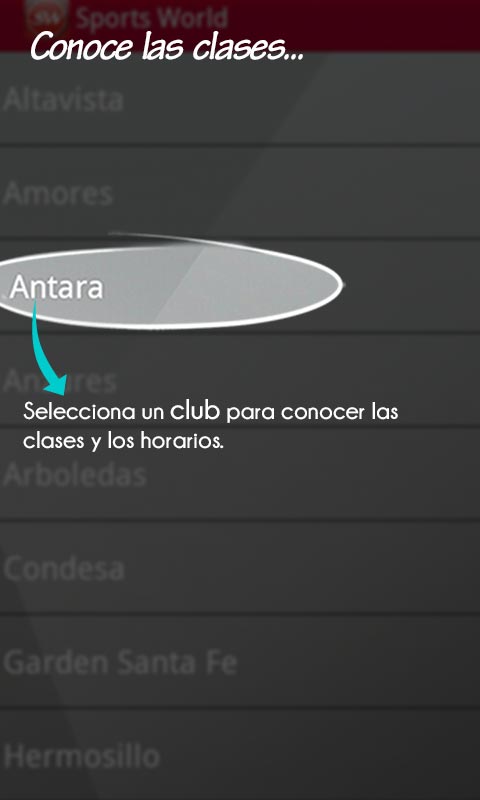 Sports World
Conoce las clases...
Altavista
Amores
Antara
Selecciona un club para conocer las
clases y los horarios.
Arboledas
Condesa
Garden Santa Fe
Hermosillo